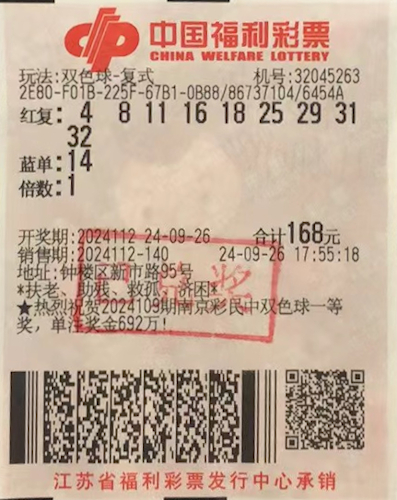 中国福利彩票
CHINA WELFARE LOTTERY
玩法:双色球-复式 机号:32045263
2E80-F01B-225F-67B1-0B88/86737104/6454A
红复: 4 8 11 16 18 25 29 31
32
蓝单:14
倍数:1
开奖期:2024112 24-09-26 合计168元
销售期:2024112-140 24-09-26 17:55:18
地址:钟楼区新市路95号
*扶老、助残、救孤、济困*
★热烈祝贺2024109期南京彩民中双色球一等
奖,单注奖金692万!
已兑奖
江苏省福利彩票发行中心承销